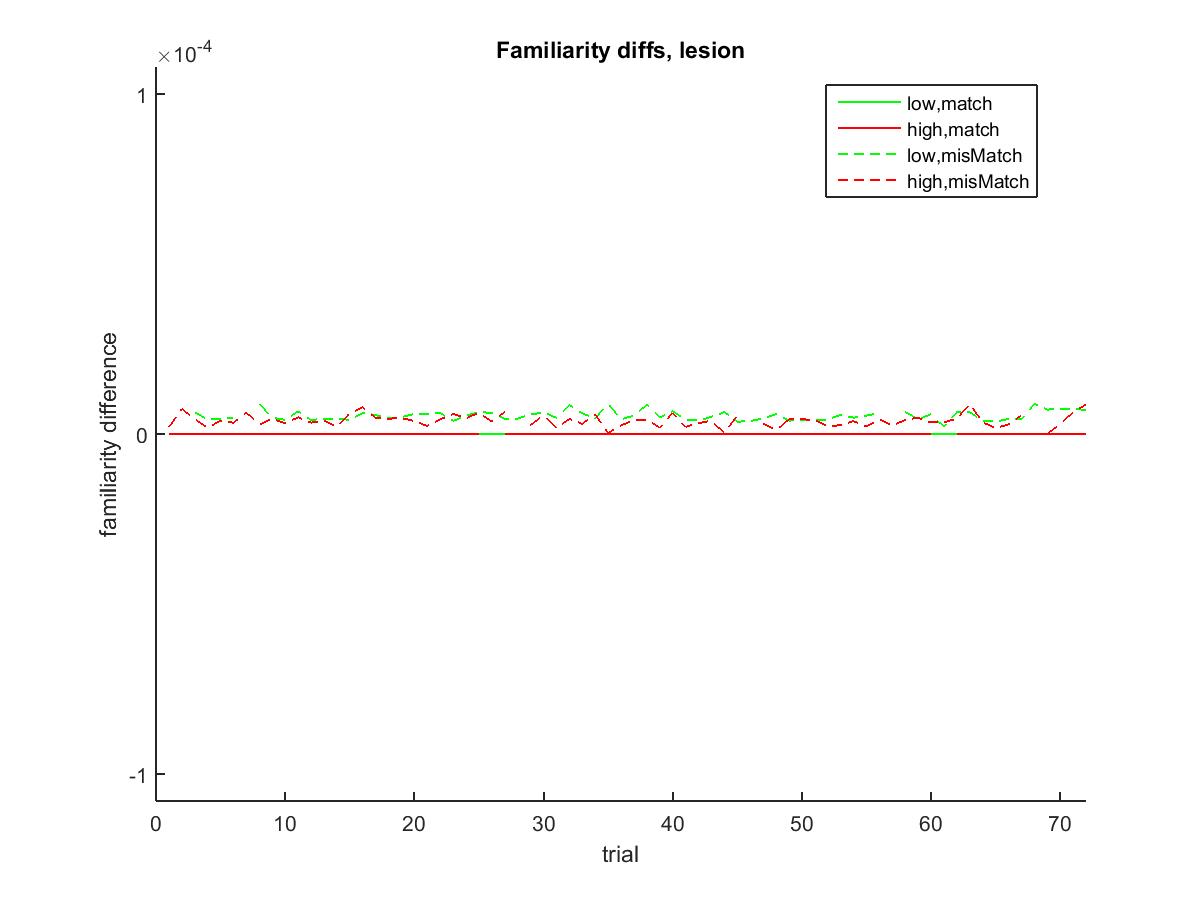 Familiarity diffs, lesion
×10-4
low,match
high,match
low,misMatch
high,misMatch
1
0
-1
familiarity difference
0 10 20 30 40 50 60 70
trial